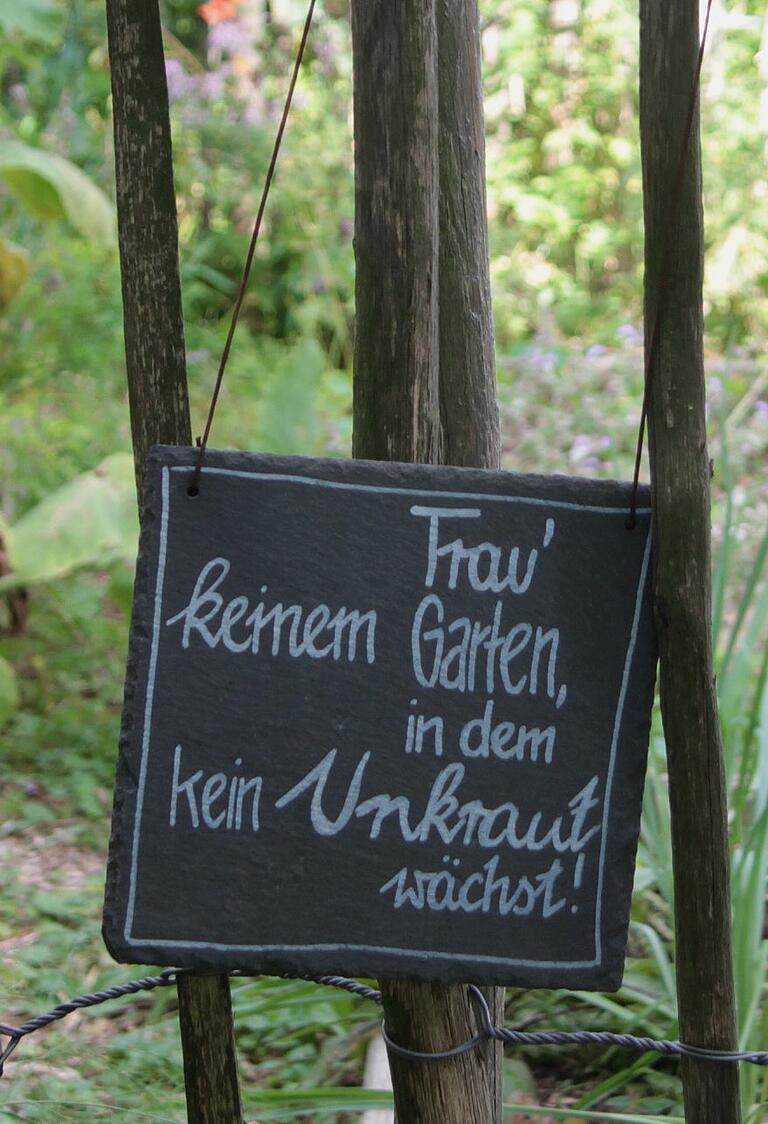 Trau'
keinem Garten,
in dem
kein Unkraut
wächst!